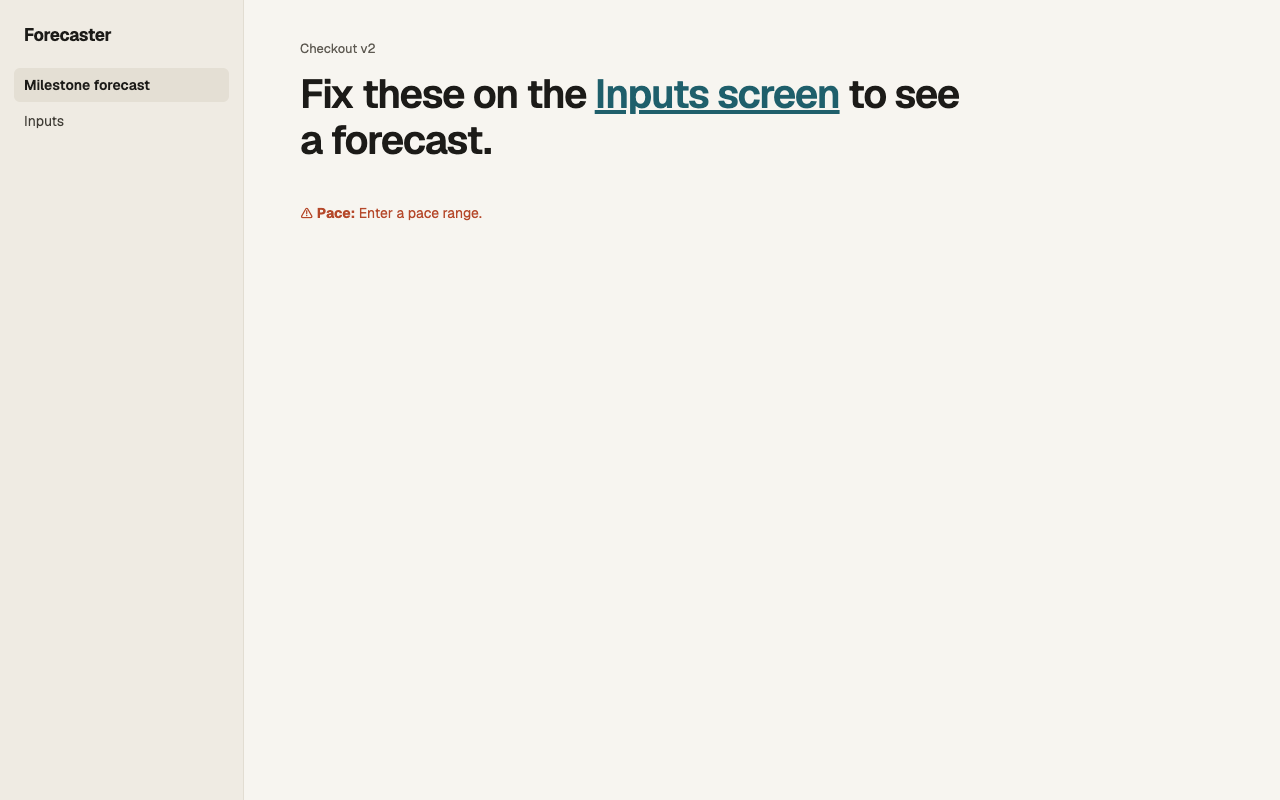 Forecaster
Milestone forecast
Inputs
Checkout v2
Fix these on the Inputs screen to see
a forecast.
Pace: Enter a pace range.